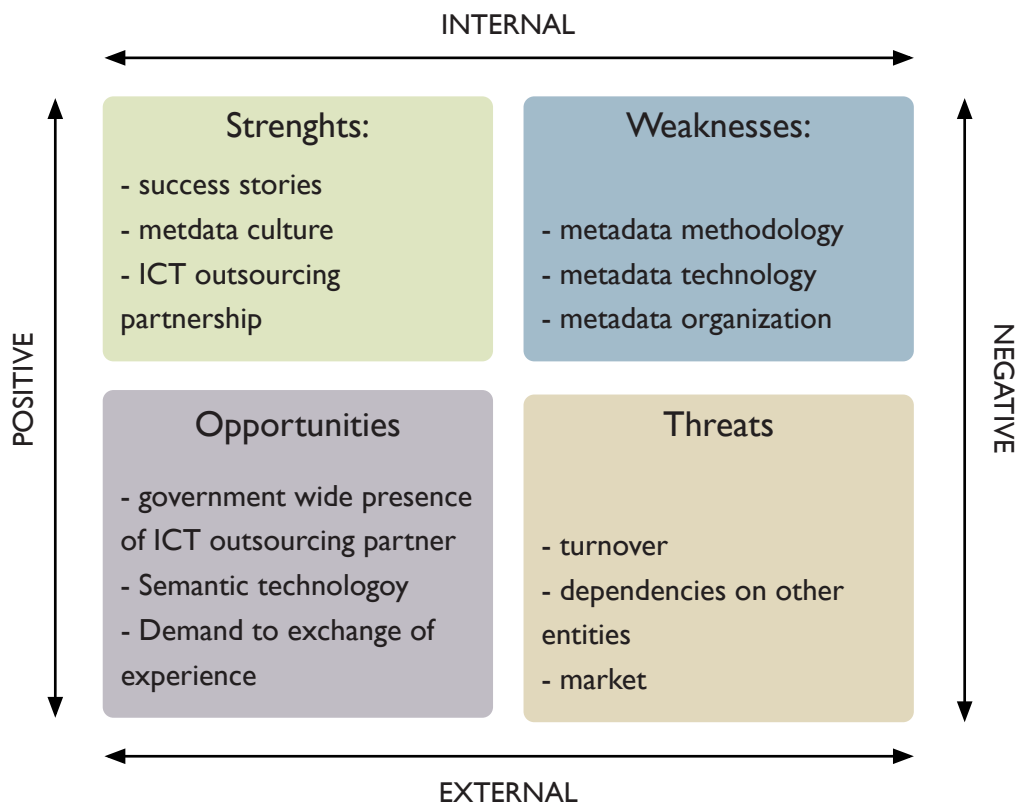 INTERNAL
POSITIVE
Strenghts:
- success stories
- metdata culture
- ICT outsourcing
partnership
Weaknesses:
- metadata methodology
- metadata technology
- metadata organization
NEGATIVE
Opportunities
- government wide presence
of ICT outsourcing partner
- Semantic technologoy
- Demand to exchange of
experience
Threats
- turnover
- dependencies on other
entities
- market
EXTERNAL